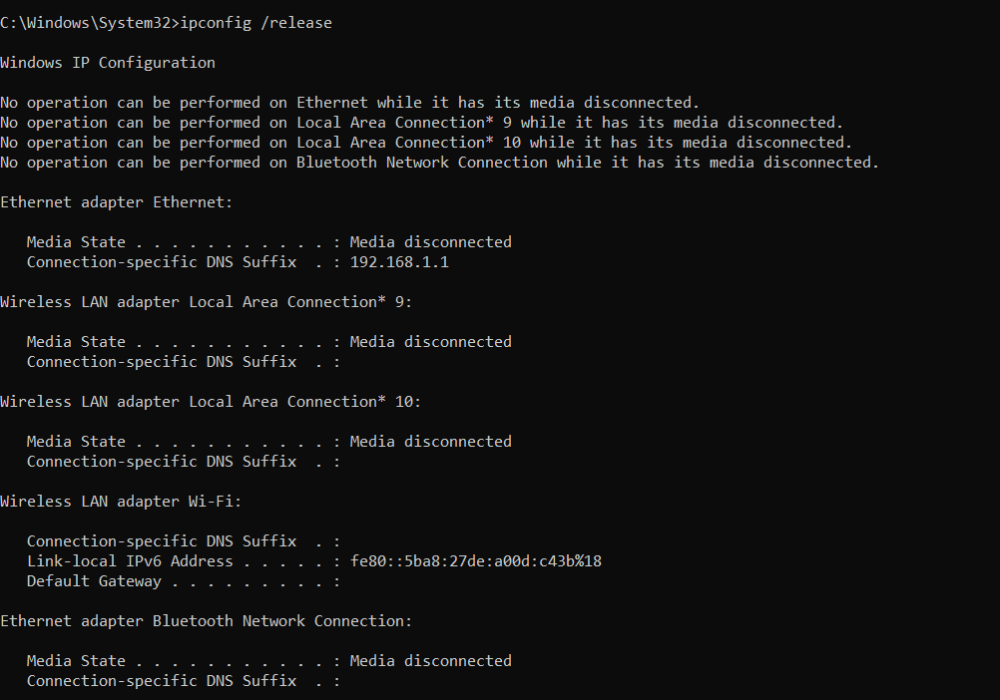 C:\Windows\System32>ipconfig /release
Windows IP Configuration
No operation can be performed on Ethernet while it has its media disconnected.
No operation can be performed on Local Area Connection* 9 while it has its media disconnected.
No operation can be performed on Local Area Connection* 10 while it has its media disconnected.
No operation can be performed on Bluetooth Network Connection while it has its media disconnected.
Ethernet adapter Ethernet:
   Media State . . . . . . . . . . . : Media disconnected
   Connection-specific DNS Suffix  . : 192.168.1.1
Wireless LAN adapter Local Area Connection* 9:
   Media State . . . . . . . . . . . : Media disconnected
   Connection-specific DNS Suffix  . :
Wireless LAN adapter Local Area Connection* 10:
   Media State . . . . . . . . . . . : Media disconnected
   Connection-specific DNS Suffix  . :
Wireless LAN adapter Wi-Fi:
   Connection-specific DNS Suffix  . :
   Link-local IPv6 Address . . . . . : fe80::5ba8:27de:a00d:c43b%18
   Default Gateway . . . . . . . . . :
Ethernet adapter Bluetooth Network Connection:
   Media State . . . . . . . . . . . : Media disconnected
   Connection-specific DNS Suffix  . :